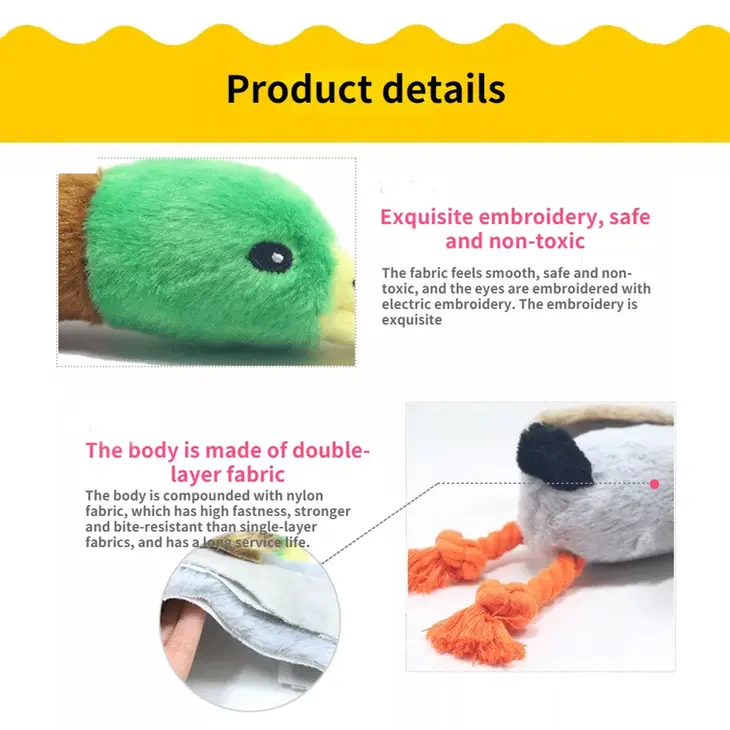 Product details
Exquisite embroidery, safe
and non-toxic
The fabric feels smooth, safe and non-
toxic, and the eyes are embroidered with
electric embroidery. The embroidery is
exquisite
The body is made of double-
layer fabric
The body is compounded with nylon
fabric, which has high fastness, stronger
and bite-resistant than single-layer
fabrics, and has a long service life.